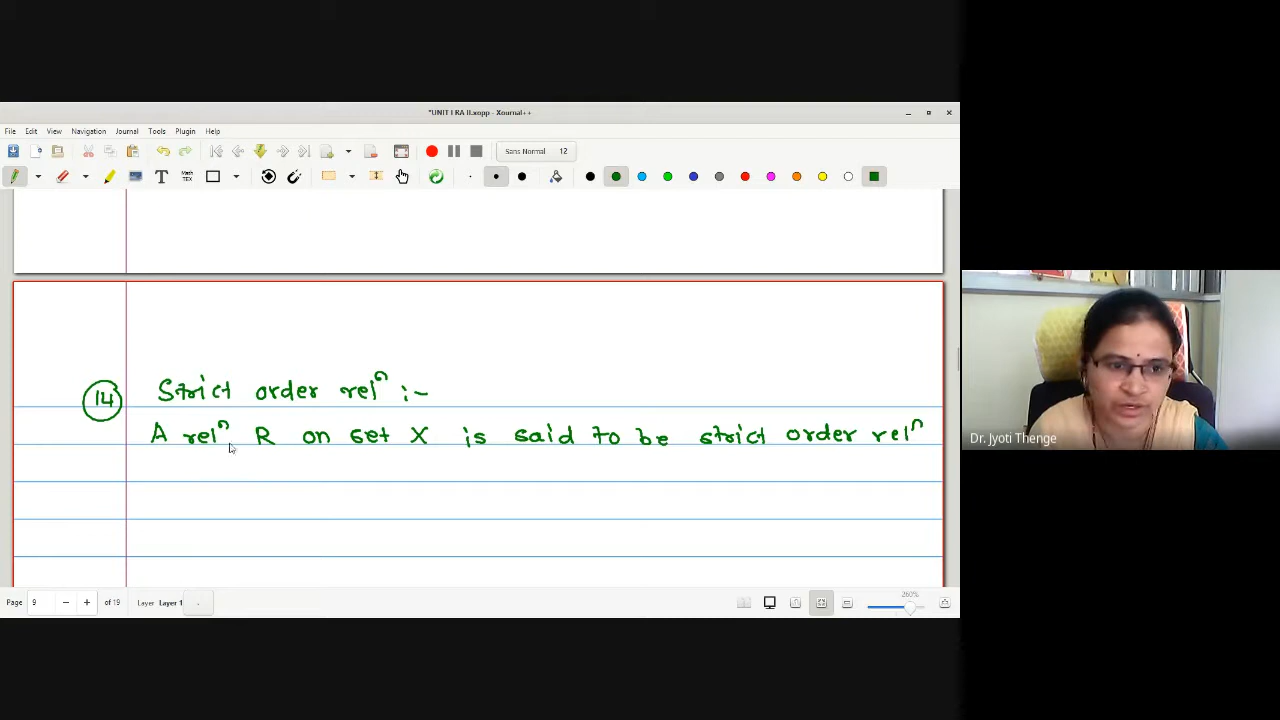 *UNIT I RA II.xopp - Xournal++
File Edit View Navigation Journal Tools Plugin Help
Sans Normal 12
14 Strict order relⁿ :-
A relⁿ R on set X is said to be strict order relⁿ
Dr. Jyoti Thenge
Page 9 of 19 Layer Layer 1 260%